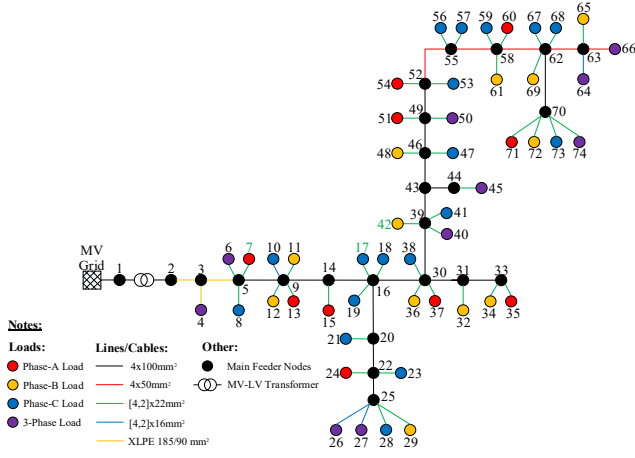 65
56 57 59 60 67 68
66
55 58 62 63
52
54 53 61 69 64
49 70
51 50
46
48 47 71 72 73 74
44
43 45
39 41
42 40
MV
Grid
6 7 10 11 17 18 38
1 2 3 5 9 14 16 30 31 33
4 8 12 13 15 19 36 37 32 34 35
21 20
22
24 23
25
26 27 28 29
Notes:
Loads: Lines/Cables: Other:
Phase-A Load 4x100mm² Main Feeder Nodes
Phase-B Load 4x50mm² MV-LV Transformer
Phase-C Load [4,2]x22mm²
3-Phase Load [4,2]x16mm²
XLPE 185/90 mm²